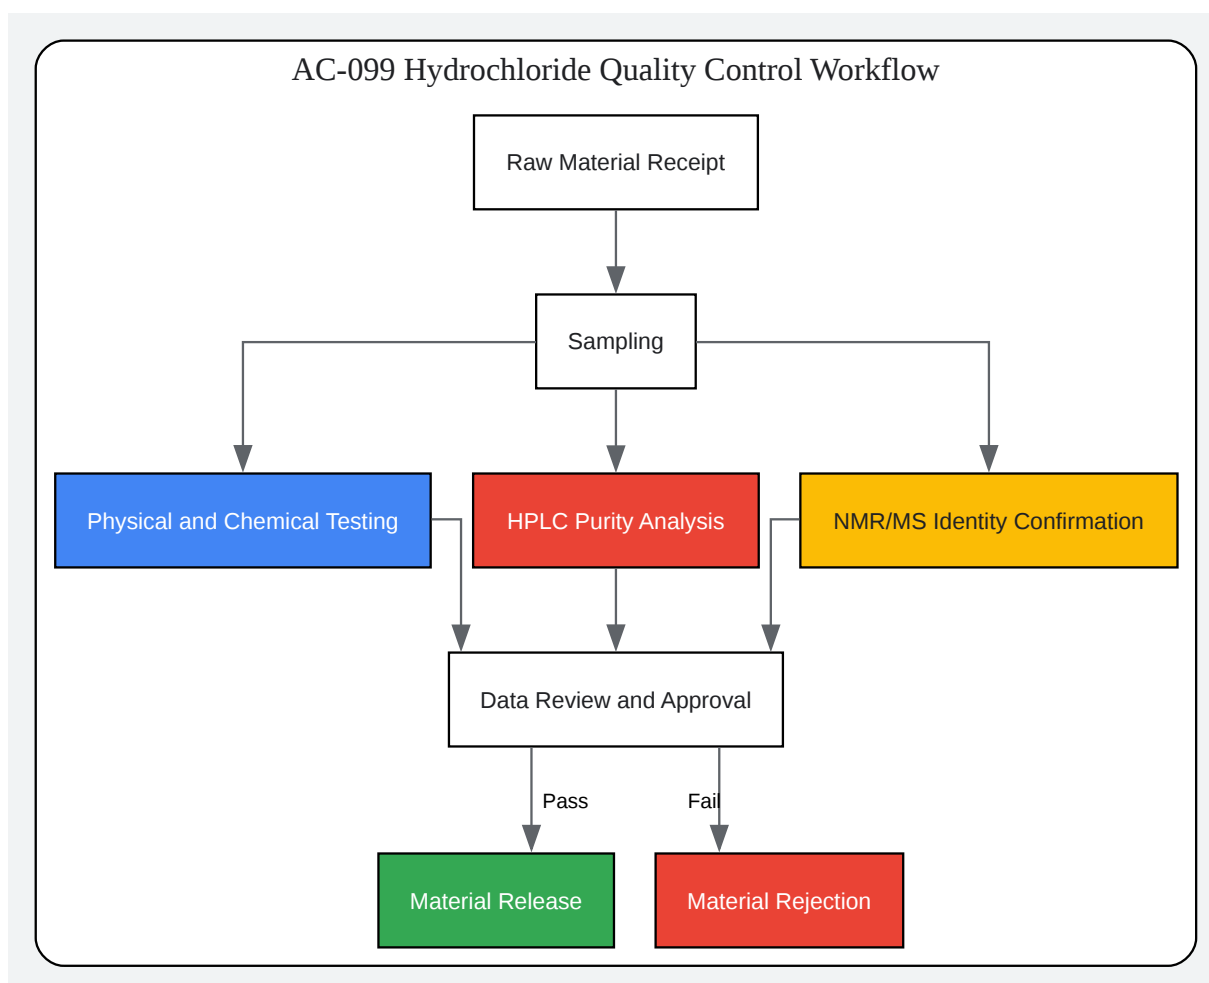 AC-099 Hydrochloride Quality Control Workflow
Raw Material Receipt
Sampling
Physical and Chemical Testing
HPLC Purity Analysis
NMR/MS Identity Confirmation
Data Review and Approval
Pass
Fail
Material Release
Material Rejection